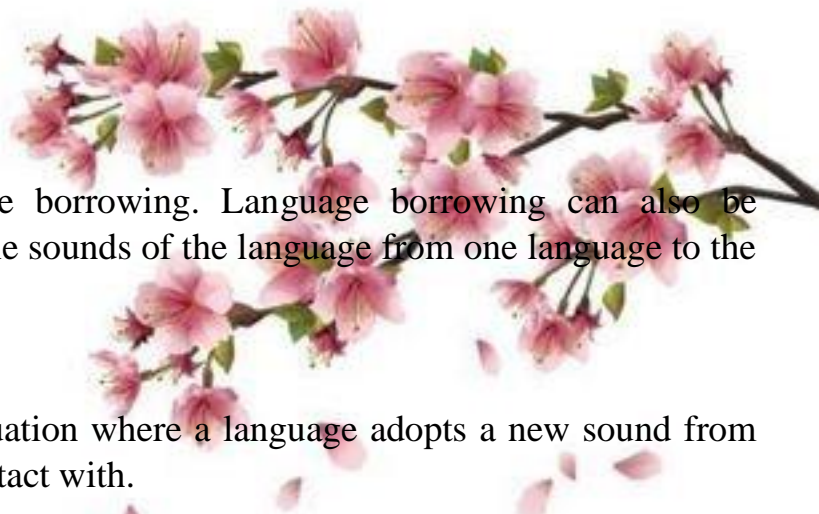 e borrowing. Language borrowing can also be
e sounds of the language from one language to the
uation where a language adopts a new sound from
tact with.